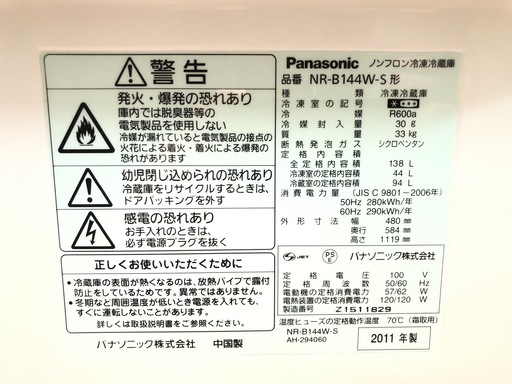 警告
発火・爆発の恐れあり
庫内では脱臭器等の
電気製品を使用しない
冷媒が漏れていると電気製品の接点の
火花による着火・着火による爆発
の恐れがあります
幼児閉じ込められの恐れあり
冷蔵庫をリサイクルするときは、
ドアパッキングを外す
感電の恐れあり
お手入れのときは、
必ず電源プラグを抜く
正しくお使いいただくために
・冷蔵庫の表面が熱くなるのは、放熱パイプで露付
防止をしているためです。異常ではありません。
・冬期など周囲温度が低いとき電源を入れても、
すぐに運転しないことがあります。
詳しくは取扱説明書をご覧ください。
パナソニック株式会社 中国製
Panasonic ノンフロン冷凍冷蔵庫
品番 NR-B144W-S 形
種類 冷凍冷蔵庫
冷凍室の記号
冷媒 R600a
冷媒封入量 30 g
質量 33 kg
断熱発泡ガス シクロペンタン
全定格内容積 138 L
冷凍室の定格内容積 44 L
冷蔵室の定格内容積 94 L
消費電力量 (JIS C 9801-2006年)
50Hz 280kWh/年
60Hz 290kWh/年
外形寸法 幅 480 mm
奥行 584 mm
高さ 1119 mm
JET PS E パナソニック株式会社
定格電圧 100 V
定格周波数 50/60 Hz
電動機の定格消費電力 57/62 W
電熱装置の定格消費電力 120/120 W
製造番号 Z1511829
温度ヒューズの定格動作温度 70℃(霜取用)
NR-B144W-S
AH-294060
2011年